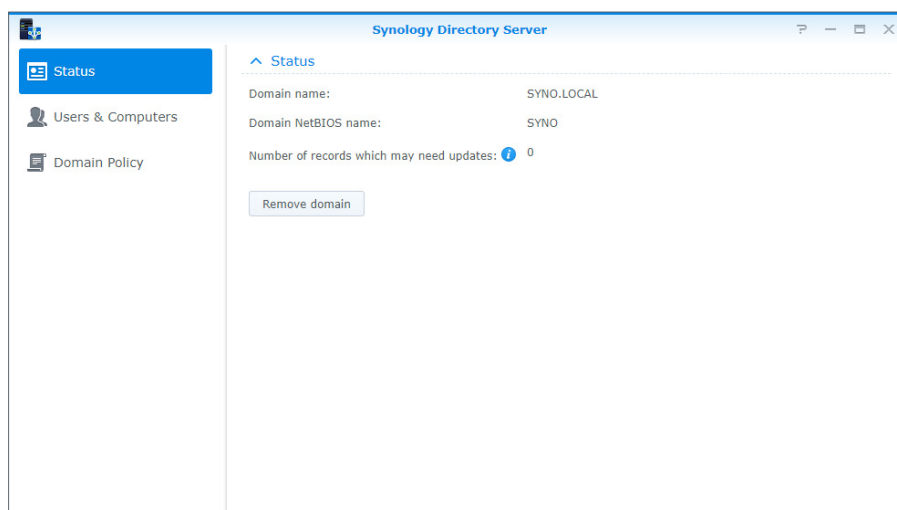 Synology Directory Server
Status
Users & Computers
Domain Policy
Status
Domain name: SYNO.LOCAL
Domain NetBIOS name: SYNO
Number of records which may need updates: 0
Remove domain